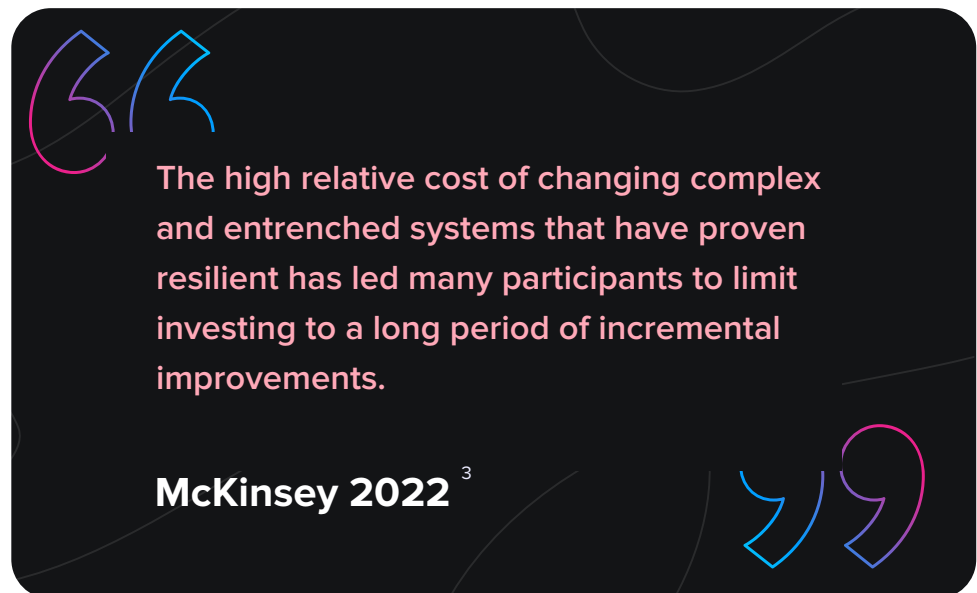 The high relative cost of changing complex
and entrenched systems that have proven
resilient has led many participants to limit
investing to a long period of incremental
improvements.
McKinsey 2022 3